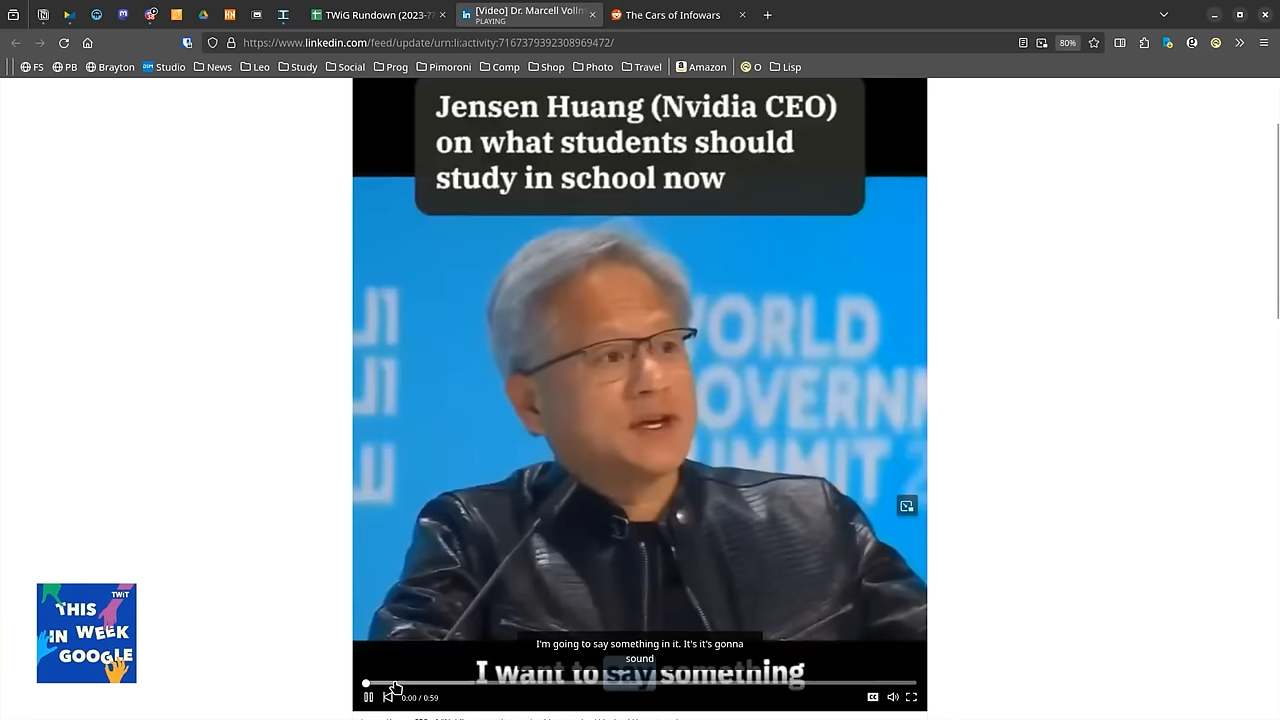 TWiG Rundown (2023-??
[Video] Dr. Marcell Vollm
PLAYING
The Cars of Infowars
https://www.linkedin.com/feed/update/urn:li:activity:7167379392308969472/
80%
FS PB Brayton Studio News Leo Study Social Prog Pimoroni Comp Shop Photo Travel Amazon O Lisp
Jensen Huang (Nvidia CEO)
on what students should
study in school now
WORLD
GOVERNM
SUMMIT 2
TWiT
THIS
IN WEEK
GOOGLE
I'm going to say something in it. It's it's gonna
sound
I want to say something
0:00 / 0:59